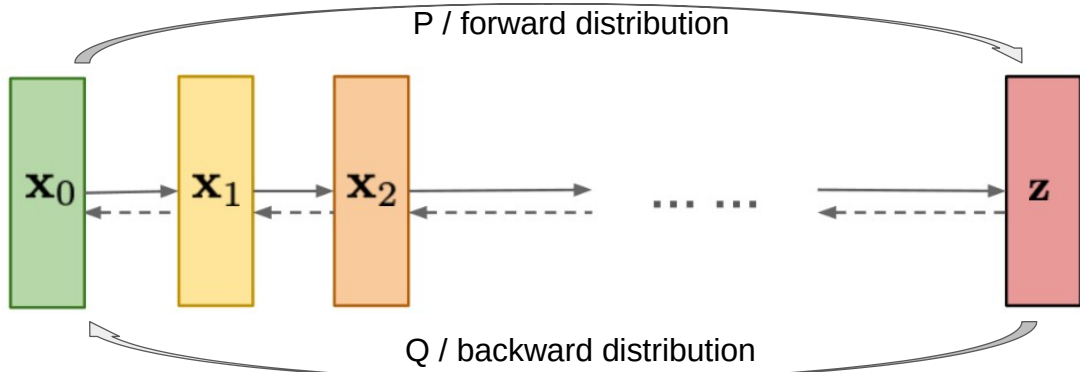 P / forward distribution
x₀ x₁ x₂ ... ... z
Q / backward distribution